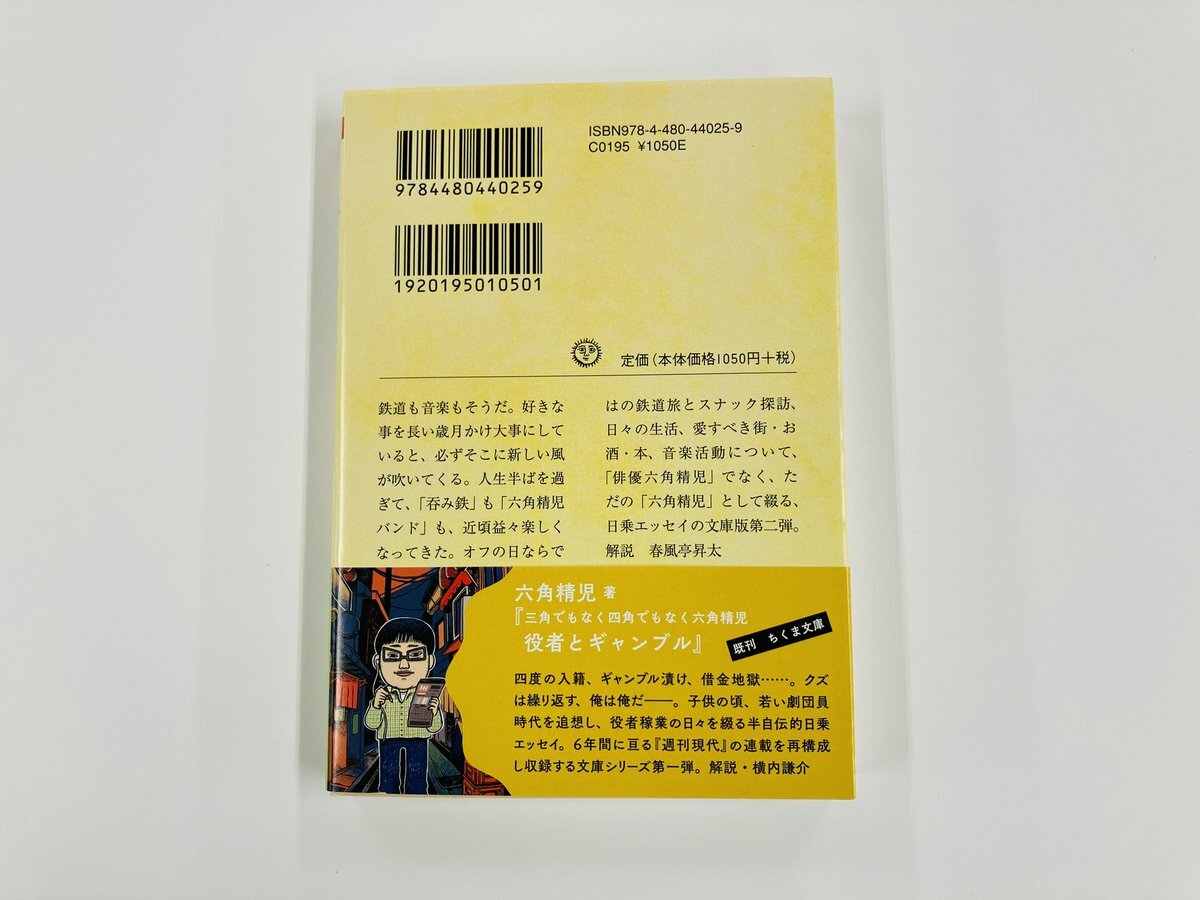 ISBN978-4-480-44025-9
C0195 ¥1050E
9784480440259
1920195010501
定価(本体価格1050円+税)
鉄道も音楽もそうだ。好きな
事を長い歳月かけ大事にして
いると、必ずそこに新しい風
が吹いてくる。人生半ばを過
ぎて、「呑み鉄」も「六角精児
バンド」も、近頃益々楽しく
なってきた。オフの日ならで
はの鉄道旅とスナック探訪、
日々の生活、愛すべき街・お
酒・本、音楽活動について、
「俳優六角精児」でなく、た
だの「六角精児」として綴る、
日乗エッセイの文庫版第二弾。
解説 春風亭昇太
六角精児 著
『三角でもなく四角でもなく六角精児
役者とギャンブル』
既刊 ちくま文庫
四度の入籍、ギャンブル漬け、借金地獄……。クズ
は繰り返す、俺は俺だ――。子供の頃、若い劇団員
時代を追想し、役者稼業の日々を綴る半自伝的日乗
エッセイ。6年間に亘る『週刊現代』の連載を再構成
し収録する文庫シリーズ第一弾。解説・横内謙介